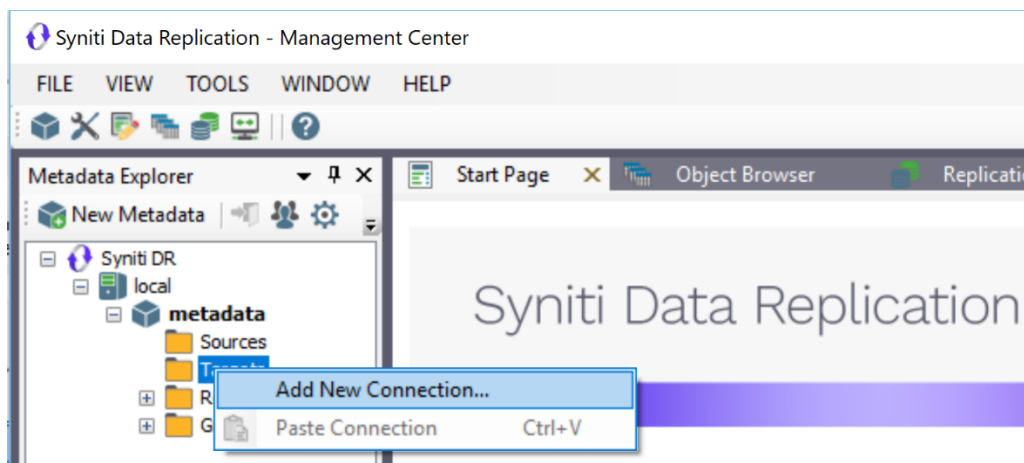 Syniti Data Replication - Management Center
FILE VIEW TOOLS WINDOW HELP
Metadata Explorer
Start Page
Object Browser
Replicatio
New Metadata
Syniti DR
local
metadata
Sources
Syniti Data Replication
Add New Connection...
R
G
Paste Connection Ctrl+V